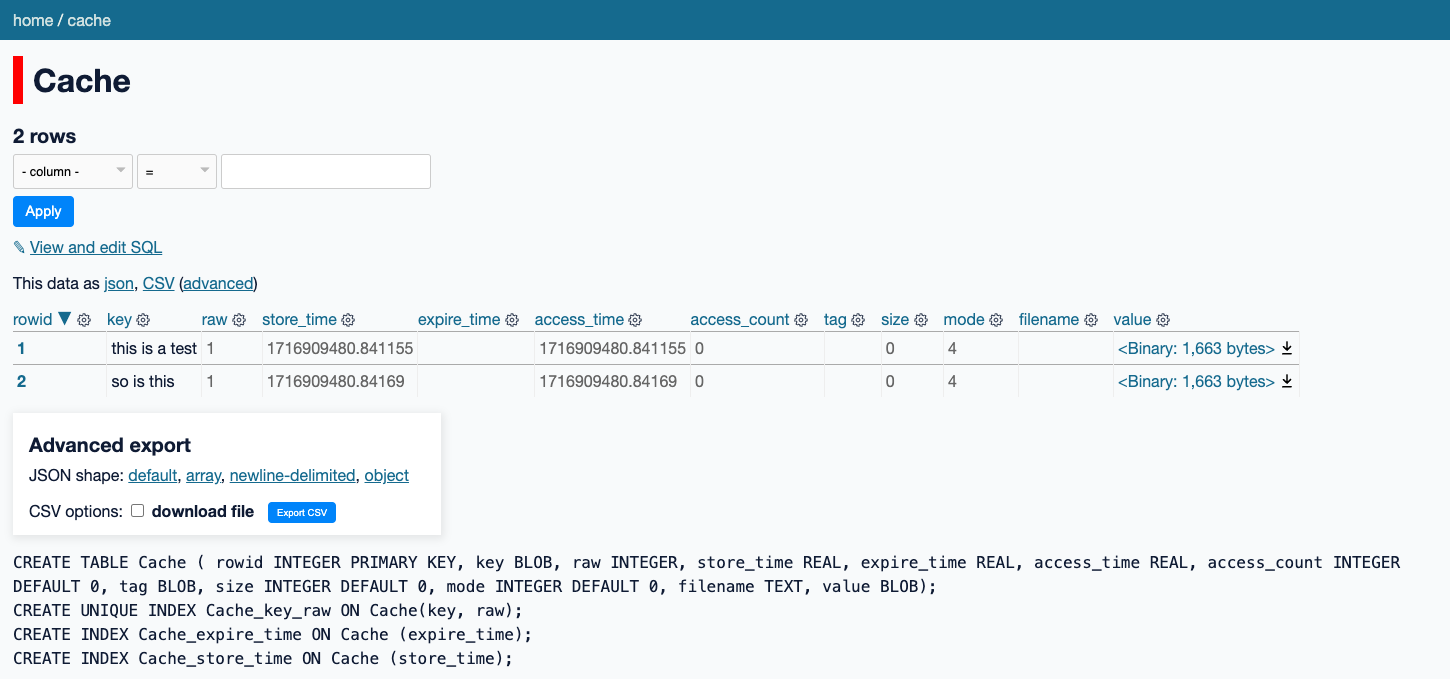 home / cache
Cache
2 rows
- column - =
Apply
✎ View and edit SQL
This data as json, CSV (advanced)
rowid ▼ key raw store_time expire_time access_time access_count tag size mode filename value
1 this is a test 1 1716909480.841155 1716909480.841155 0 0 4 <Binary: 1,663 bytes>
2 so is this 1 1716909480.84169 1716909480.84169 0 0 4 <Binary: 1,663 bytes>
Advanced export
JSON shape: default, array, newline-delimited, object
CSV options: download file Export CSV
CREATE TABLE Cache ( rowid INTEGER PRIMARY KEY, key BLOB, raw INTEGER, store_time REAL, expire_time REAL, access_time REAL, access_count INTEGER
DEFAULT 0, tag BLOB, size INTEGER DEFAULT 0, mode INTEGER DEFAULT 0, filename TEXT, value BLOB);
CREATE UNIQUE INDEX Cache_key_raw ON Cache(key, raw);
CREATE INDEX Cache_expire_time ON Cache (expire_time);
CREATE INDEX Cache_store_time ON Cache (store_time);